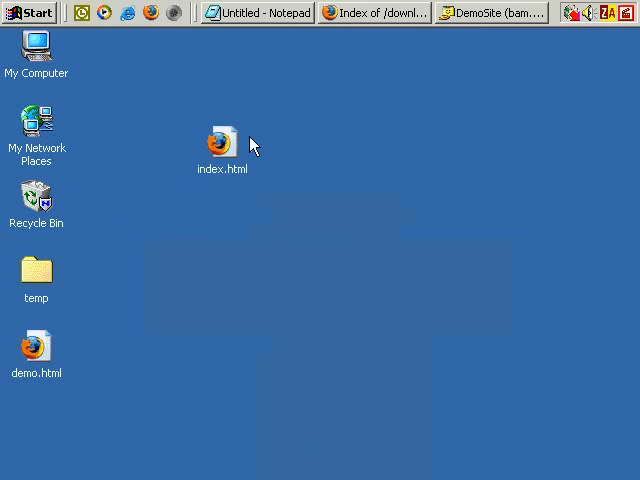 Start
Untitled - Notepad
Index of /downl...
DemoSite (bam....
ZA
My Computer
My Network
Places
Recycle Bin
temp
demo.html
index.html